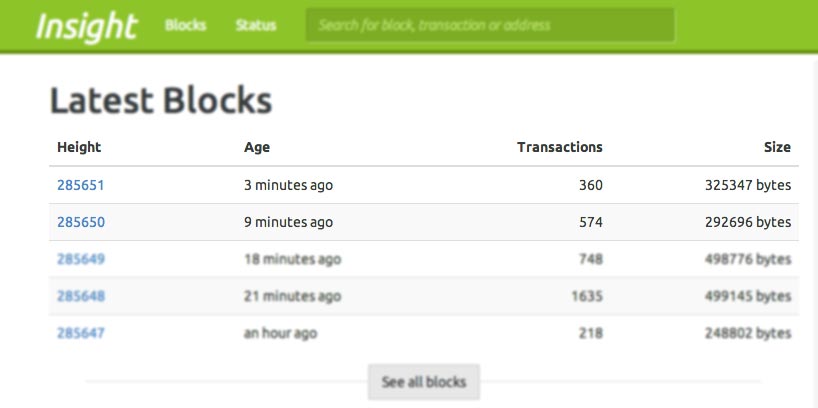 Insight Blocks Status Search for block, transaction or address
Latest Blocks
Height Age Transactions Size
285651 3 minutes ago 360 325347 bytes
285650 9 minutes ago 574 292696 bytes
285649 18 minutes ago 748 498776 bytes
285648 21 minutes ago 1635 499145 bytes
285647 an hour ago 218 248802 bytes
See all blocks